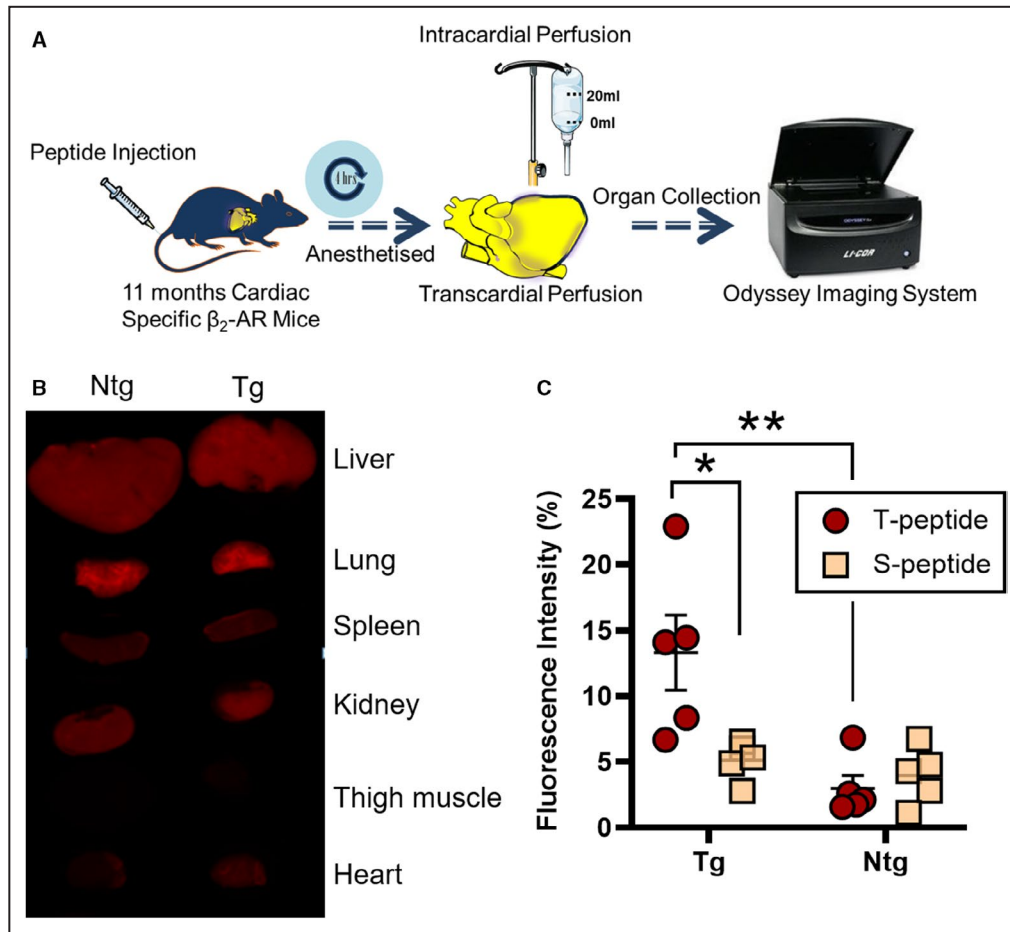 A
Intracardial Perfusion
20ml
0ml
Peptide Injection
4 hrs
Organ Collection
Anesthetised
ODYSSEY
LI-COR
11 months Cardiac
Specific β₂-AR Mice
Transcardial Perfusion
Odyssey Imaging System
B
Ntg
Tg
Liver
Lung
Spleen
Kidney
Thigh muscle
Heart
C
**
*
Fluorescence Intensity (%)
25
20
15
10
5
0
T-peptide
S-peptide
Tg
Ntg